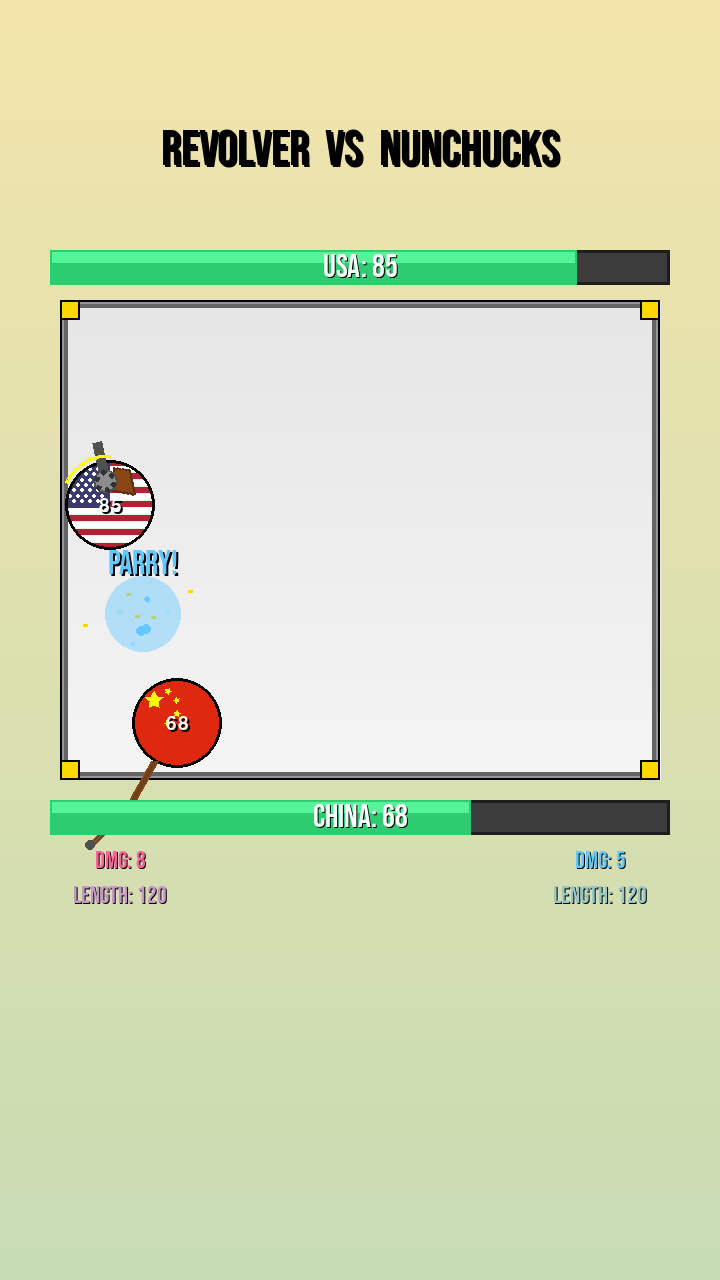 REVOLVER VS NUNCHUCKS
USA: 85
85
PARRY!
68
CHINA: 68
DMG: 8
DMG: 5
LENGTH: 120
LENGTH: 120